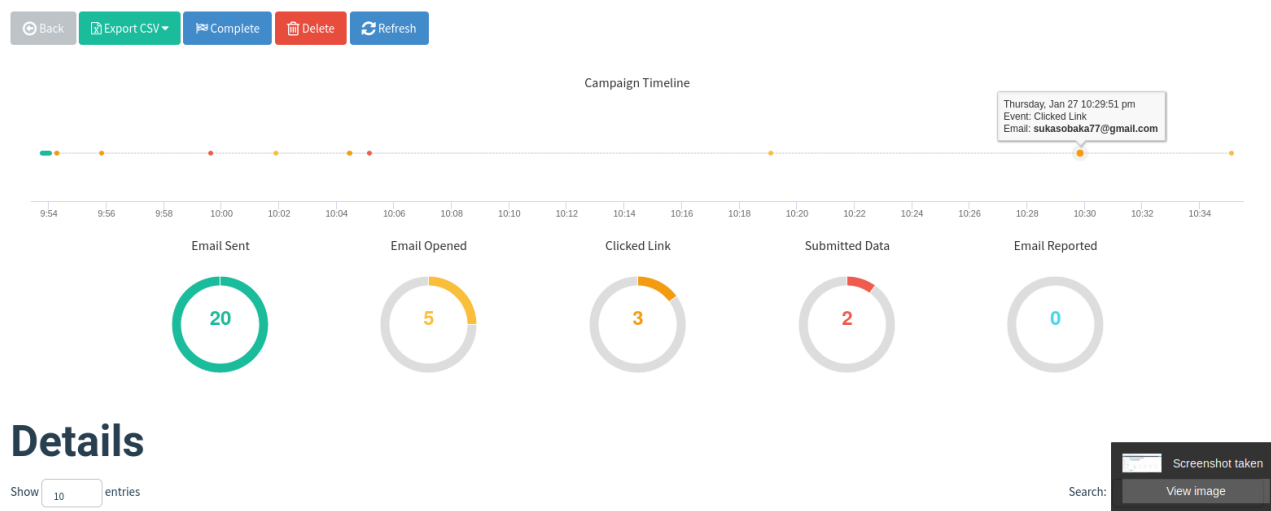 Back Export CSV Complete Delete Refresh
Campaign Timeline
Thursday, Jan 27 10:29:51 pm
Event: Clicked Link
Email: sukasobaka77@gmail.com
9:54 9:56 9:58 10:00 10:02 10:04 10:06 10:08 10:10 10:12 10:14 10:16 10:18 10:20 10:22 10:24 10:26 10:28 10:30 10:32 10:34
Email Sent Email Opened Clicked Link Submitted Data Email Reported
20 5 3 2 0
Details
Show 10 entries Search:
Screenshot taken
View image